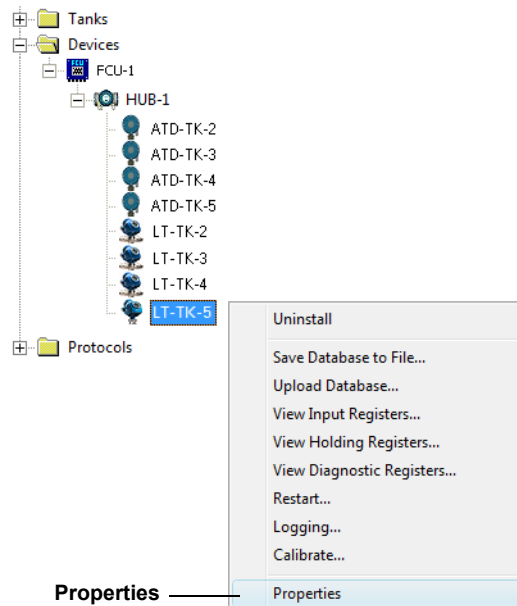 Tanks
Devices
FCU
FCU-1
HUB-1
ATD-TK-2
ATD-TK-3
ATD-TK-4
ATD-TK-5
LT-TK-2
LT-TK-3
LT-TK-4
LT-TK-5
Protocols
Uninstall
Save Database to File...
Upload Database...
View Input Registers...
View Holding Registers...
View Diagnostic Registers...
Restart...
Logging...
Calibrate...
Properties
Properties